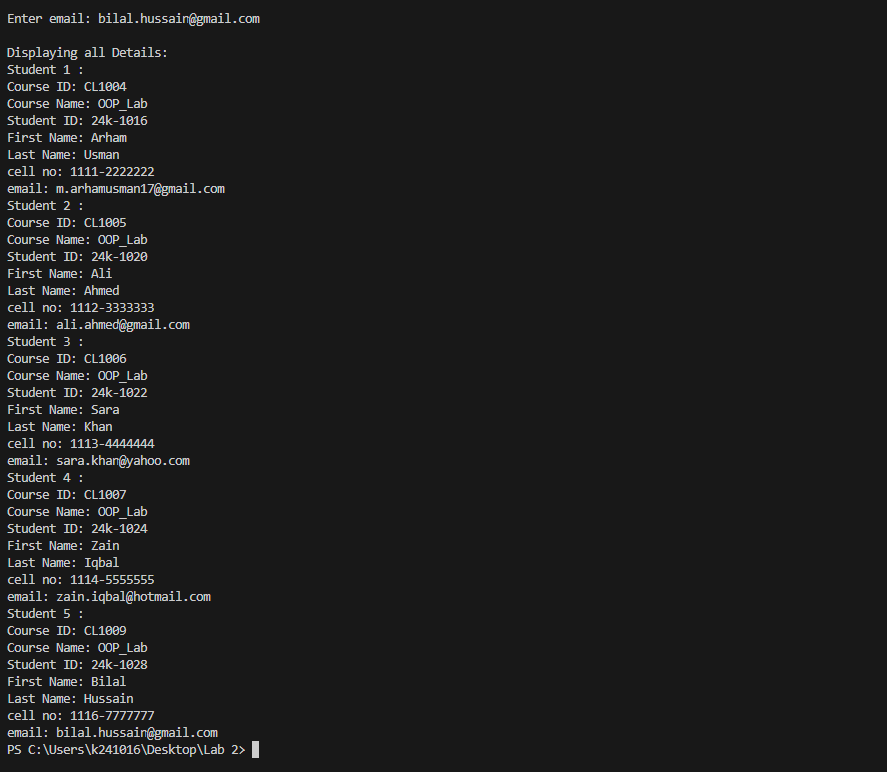 Enter email: bilal.hussain@gmail.com
Displaying all Details:
Student 1 :
Course ID: CL1004
Course Name: OOP_Lab
Student ID: 24k-1016
First Name: Arham
Last Name: Usman
cell no: 1111-2222222
email: m.arhamusman17@gmail.com
Student 2 :
Course ID: CL1005
Course Name: OOP_Lab
Student ID: 24k-1020
First Name: Ali
Last Name: Ahmed
cell no: 1112-3333333
email: ali.ahmed@gmail.com
Student 3 :
Course ID: CL1006
Course Name: OOP_Lab
Student ID: 24k-1022
First Name: Sara
Last Name: Khan
cell no: 1113-4444444
email: sara.khan@yahoo.com
Student 4 :
Course ID: CL1007
Course Name: OOP_Lab
Student ID: 24k-1024
First Name: Zain
Last Name: Iqbal
cell no: 1114-5555555
email: zain.iqbal@hotmail.com
Student 5 :
Course ID: CL1009
Course Name: OOP_Lab
Student ID: 24k-1028
First Name: Bilal
Last Name: Hussain
cell no: 1116-7777777
email: bilal.hussain@gmail.com
PS C:\Users\k241016\Desktop\Lab 2>